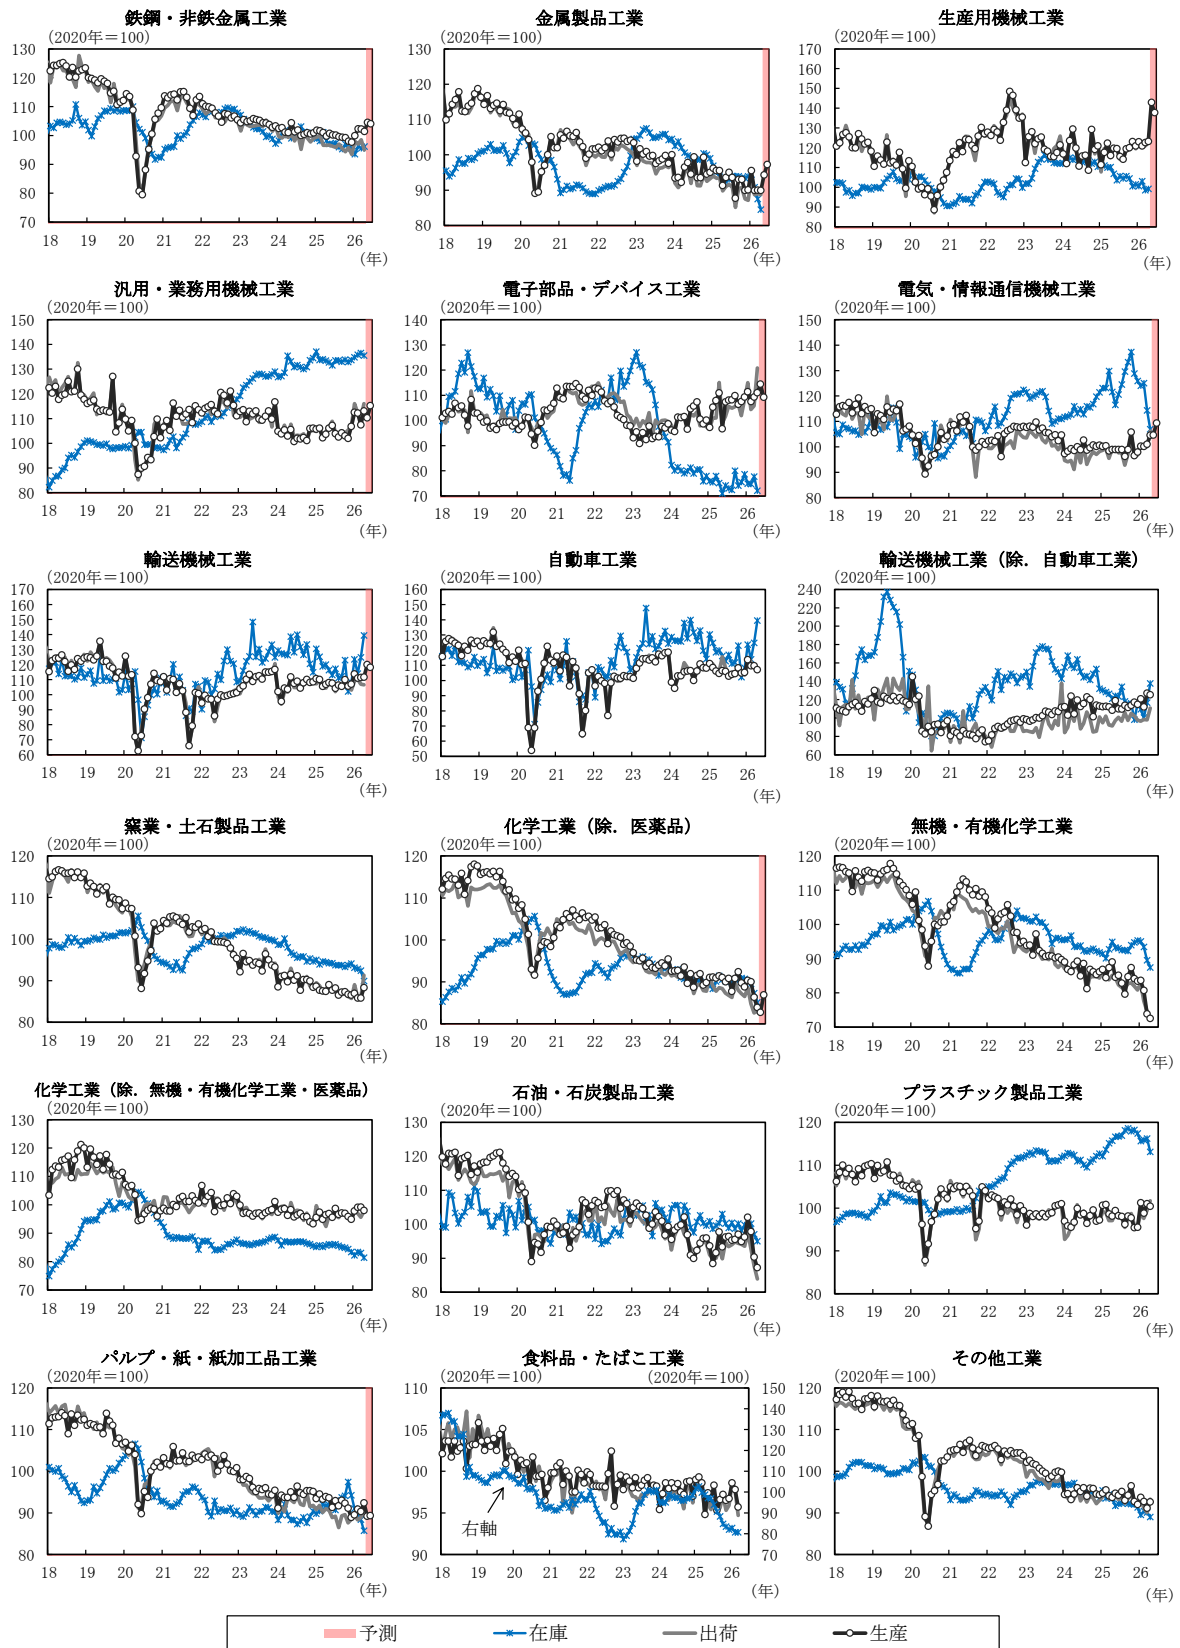 鉄鋼・非鉄金属工業
(2020年＝100)
130
120
110
100
90
80
70
18 19 20 21 22 23 24 25 26
(年)
金属製品工業
(2020年＝100)
130
120
110
100
90
80
18 19 20 21 22 23 24 25 26
(年)
生産用機械工業
(2020年＝100)
170
160
150
140
130
120
110
100
90
80
18 19 20 21 22 23 24 25 26
(年)
汎用・業務用機械工業
(2020年＝100)
150
140
130
120
110
100
90
80
18 19 20 21 22 23 24 25 26
(年)
電子部品・デバイス工業
(2020年＝100)
140
130
120
110
100
90
80
70
18 19 20 21 22 23 24 25 26
(年)
電気・情報通信機械工業
(2020年＝100)
150
140
130
120
110
100
90
80
18 19 20 21 22 23 24 25 26
(年)
輸送機械工業
(2020年＝100)
170
160
150
140
130
120
110
100
90
80
70
60
18 19 20 21 22 23 24 25 26
(年)
自動車工業
(2020年＝100)
170
160
150
140
130
120
110
100
90
80
70
60
50
18 19 20 21 22 23 24 25 26
(年)
輸送機械工業（除．自動車工業）
(2020年＝100)
240
220
200
180
160
140
120
100
80
60
18 19 20 21 22 23 24 25 26
(年)
窯業・土石製品工業
(2020年＝100)
120
110
100
90
80
18 19 20 21 22 23 24 25 26
(年)
化学工業（除．医薬品）
(2020年＝100)
120
110
100
90
80
18 19 20 21 22 23 24 25 26
(年)
無機・有機化学工業
(2020年＝100)
120
110
100
90
80
70
18 19 20 21 22 23 24 25 26
(年)
化学工業（除．無機・有機化学工業・医薬品）
(2020年＝100)
130
120
110
100
90
80
70
18 19 20 21 22 23 24 25 26
(年)
石油・石炭製品工業
(2020年＝100)
130
120
110
100
90
80
18 19 20 21 22 23 24 25 26
(年)
プラスチック製品工業
(2020年＝100)
120
110
100
90
80
18 19 20 21 22 23 24 25 26
(年)
パルプ・紙・紙加工品工業
(2020年＝100)
120
110
100
90
80
18 19 20 21 22 23 24 25 26
(年)
食料品・たばこ工業
(2020年＝100) (2020年＝100)
110
105
100
95
90
150
140
130
120
110
100
90
80
70
右軸
18 19 20 21 22 23 24 25 26
(年)
その他工業
(2020年＝100)
120
110
100
90
80
18 19 20 21 22 23 24 25 26
(年)
予測 在庫 出荷 生産